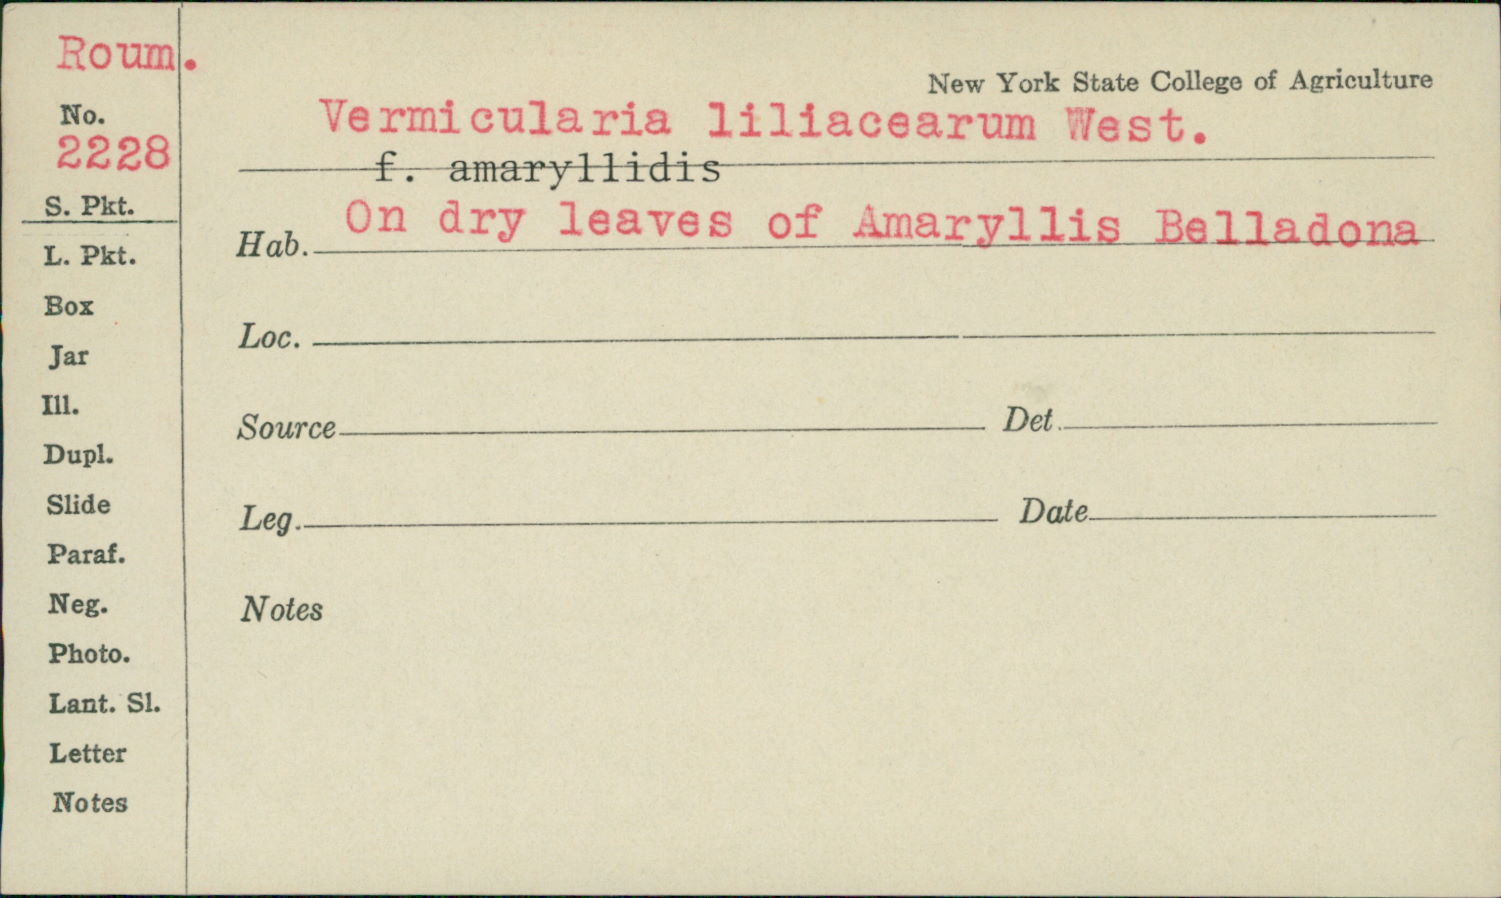 Roum.
New York State College of Agriculture
No.
2228
Vermicularia liliacearum West.
f. amaryllidis
S. Pkt.
Hab. On dry leaves of Amaryllis Belladona
L. Pkt.
Box
Loc.
Jar
Ill.
Source Det.
Dupl.
Slide
Leg. Date
Paraf.
Neg.
Notes
Photo.
Lant. Sl.
Letter
Notes